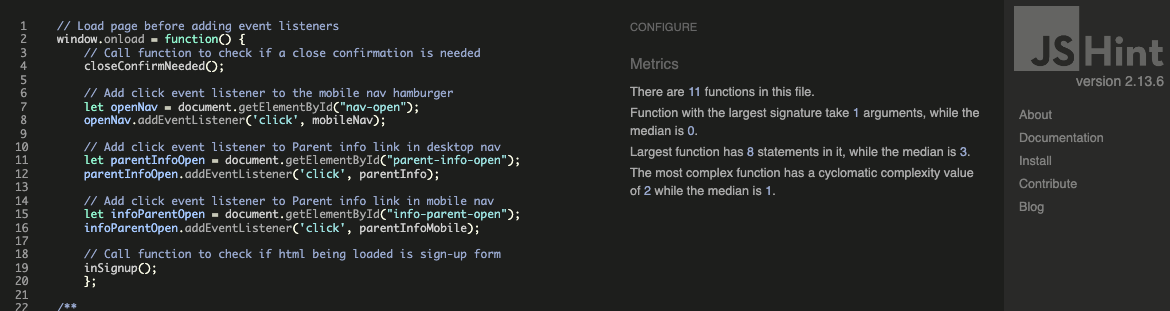 1 // Load page before adding event listeners
2 window.onload = function() {
3 // Call function to check if a close confirmation is needed
4 closeConfirmNeeded();
5
6 // Add click event listener to the mobile nav hamburger
7 let openNav = document.getElementById("nav-open");
8 openNav.addEventListener('click', mobileNav);
9
10 // Add click event listener to Parent info link in desktop nav
11 let parentInfoOpen = document.getElementById("parent-info-open");
12 parentInfoOpen.addEventListener('click', parentInfo);
13
14 // Add click event listener to Parent info link in mobile nav
15 let infoParentOpen = document.getElementById("info-parent-open");
16 infoParentOpen.addEventListener('click', parentInfoMobile);
17
18 // Call function to check if html being loaded is sign-up form
19 inSignup();
20 };
21
22 /**
CONFIGURE
Metrics
There are 11 functions in this file.
Function with the largest signature take 1 arguments, while the
median is 0.
Largest function has 8 statements in it, while the median is 3.
The most complex function has a cyclomatic complexity value
of 2 while the median is 1.
JSHint
version 2.13.6
About
Documentation
Install
Contribute
Blog